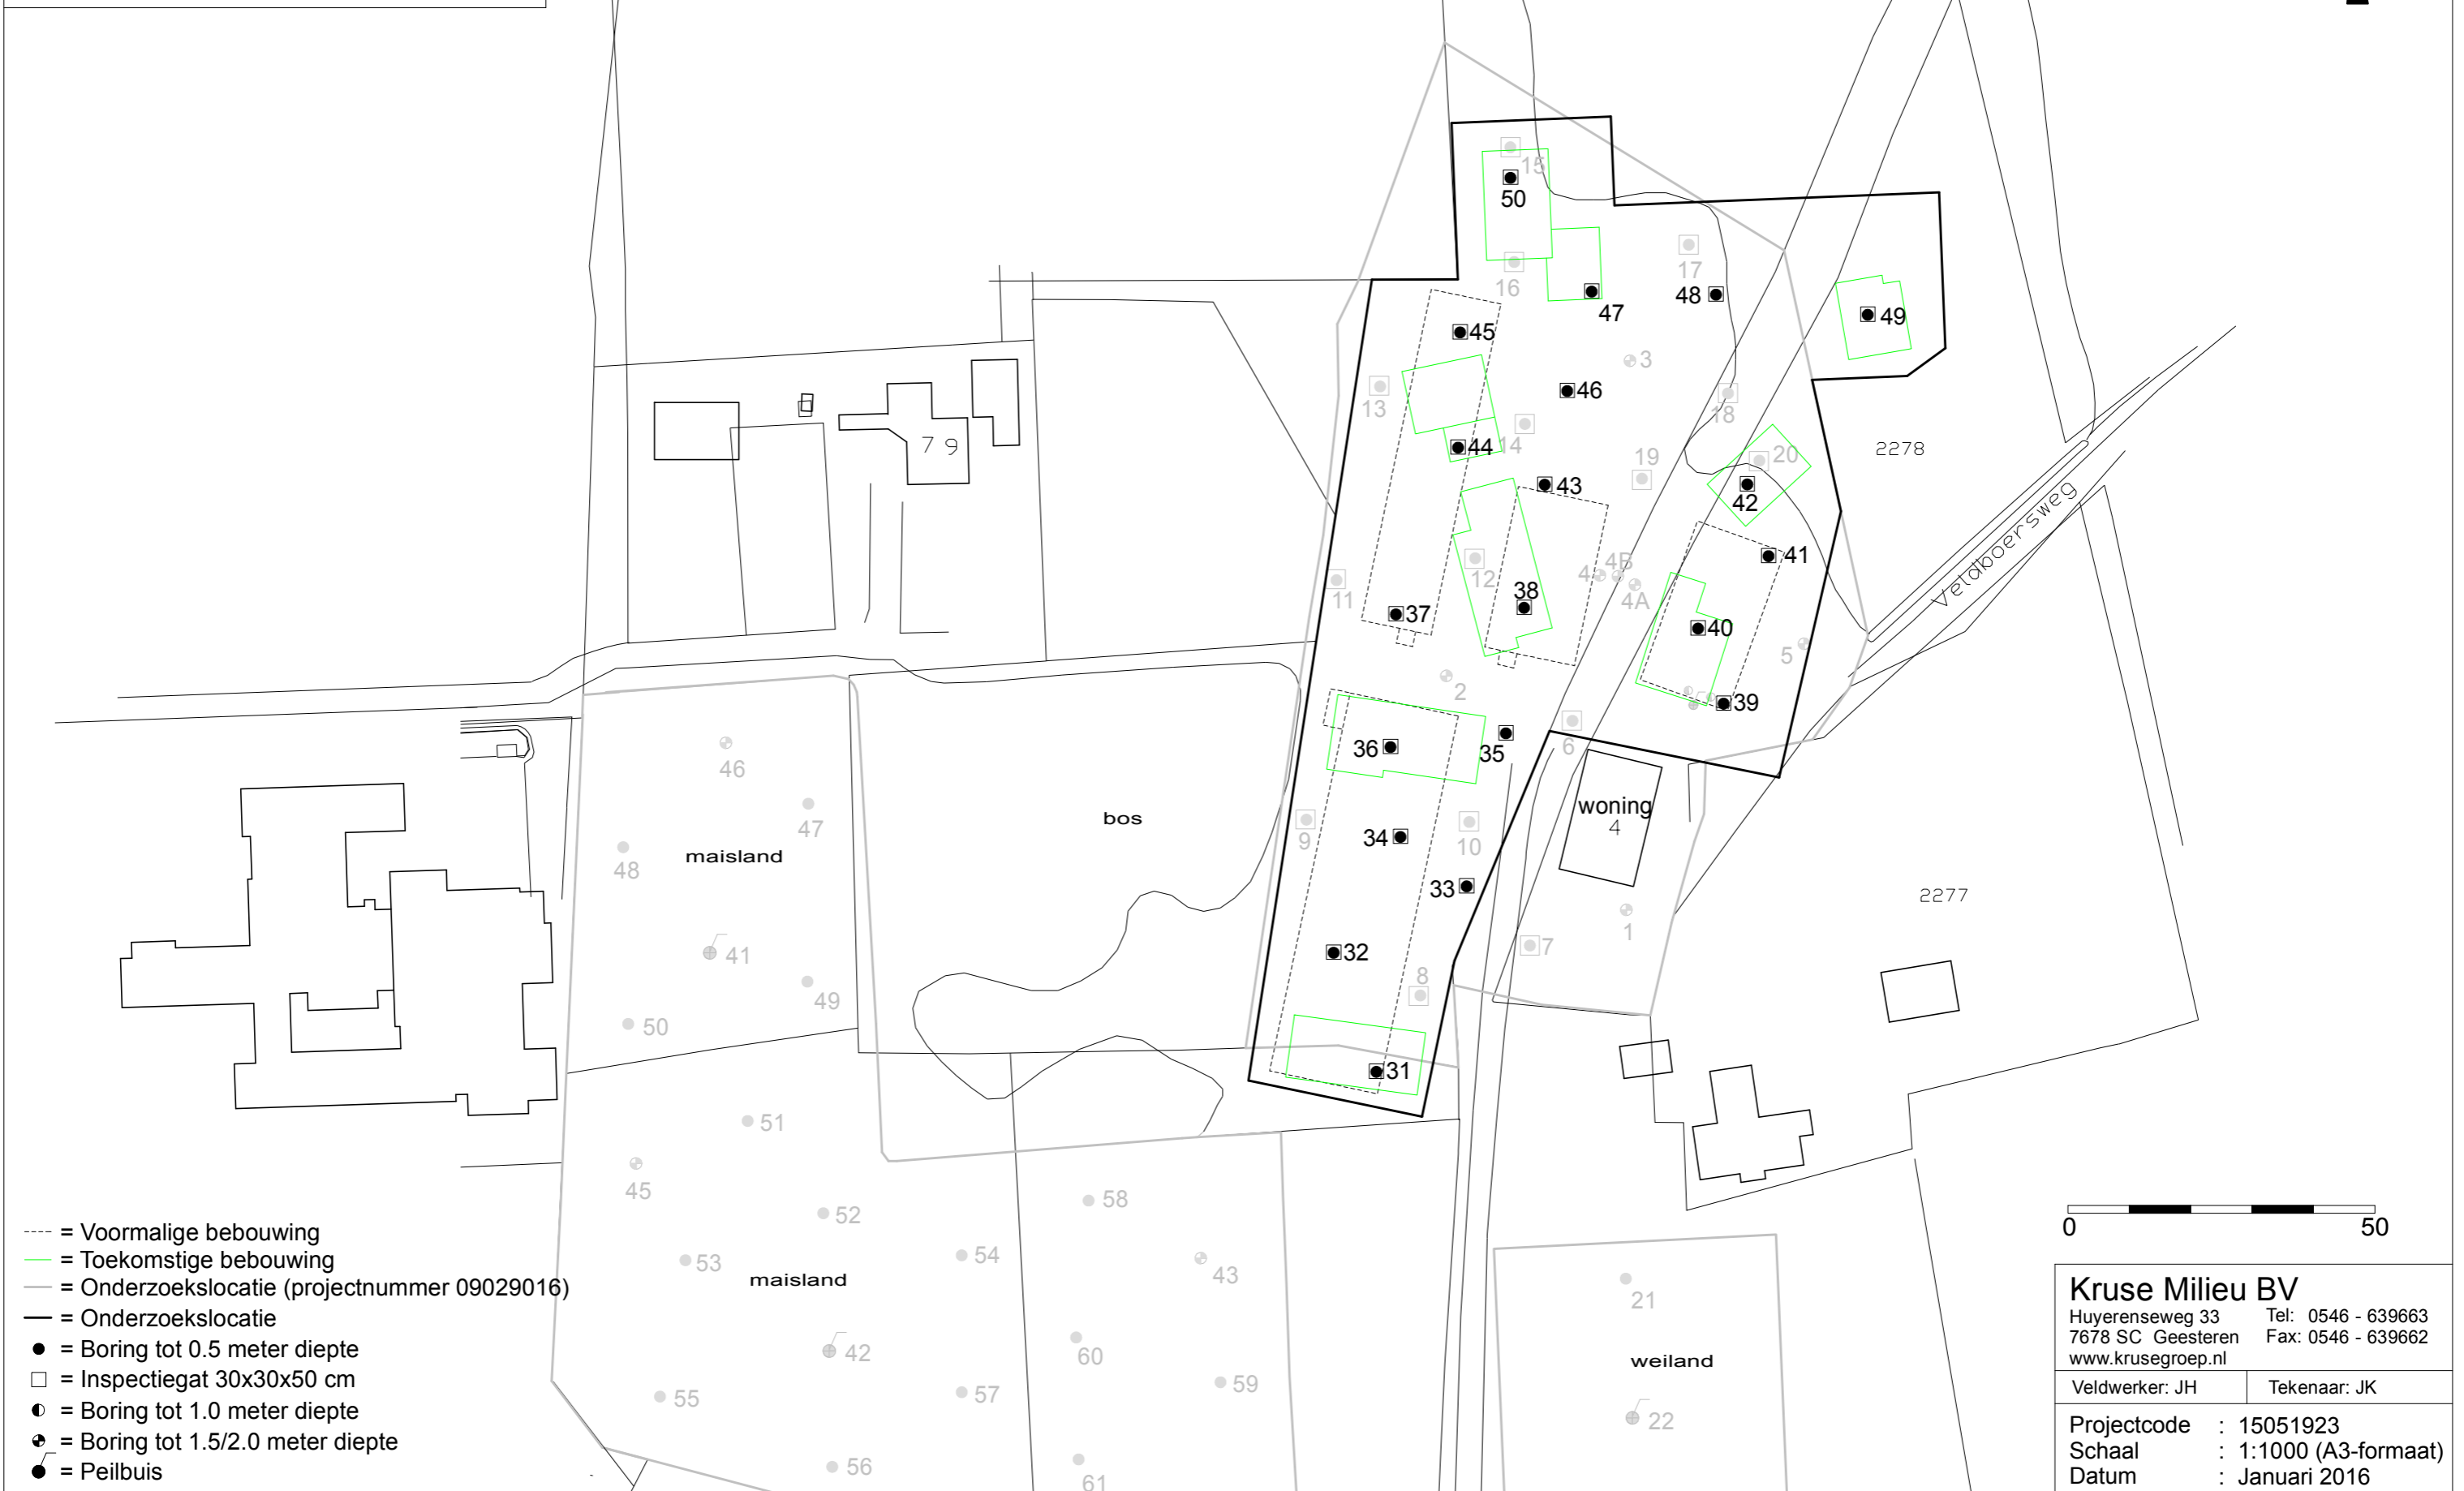 15
50
17
16
47
48
49
45
3
46
13
18
14
44
2278
20
19
43
42
79
Veldboersweg
41
4B
4
12
4A
11
38
37
40
5
2
39
6
36
35
46
woning
4
47
bos
9
10
34
maisland
48
33
2277
1
7
41
32
8
49
50
31
51
45
58
52
54
53
43
maisland
21
60
42
59
weiland
57
55
22
56
61
---- = Voormalige bebouwing
= Toekomstige bebouwing
= Onderzoekslocatie (projectnummer 09029016)
= Onderzoekslocatie
= Boring tot 0.5 meter diepte
= Inspectiegat 30x30x50 cm
= Boring tot 1.0 meter diepte
= Boring tot 1.5/2.0 meter diepte
= Peilbuis
0 50
Kruse Milieu BV
Huyerenseweg 33 Tel: 0546 - 639663
7678 SC Geesteren Fax: 0546 - 639662
www.krusegroep.nl
Veldwerker: JH Tekenaar: JK
Projectcode : 15051923
Schaal : 1:1000 (A3-formaat)
Datum : Januari 2016